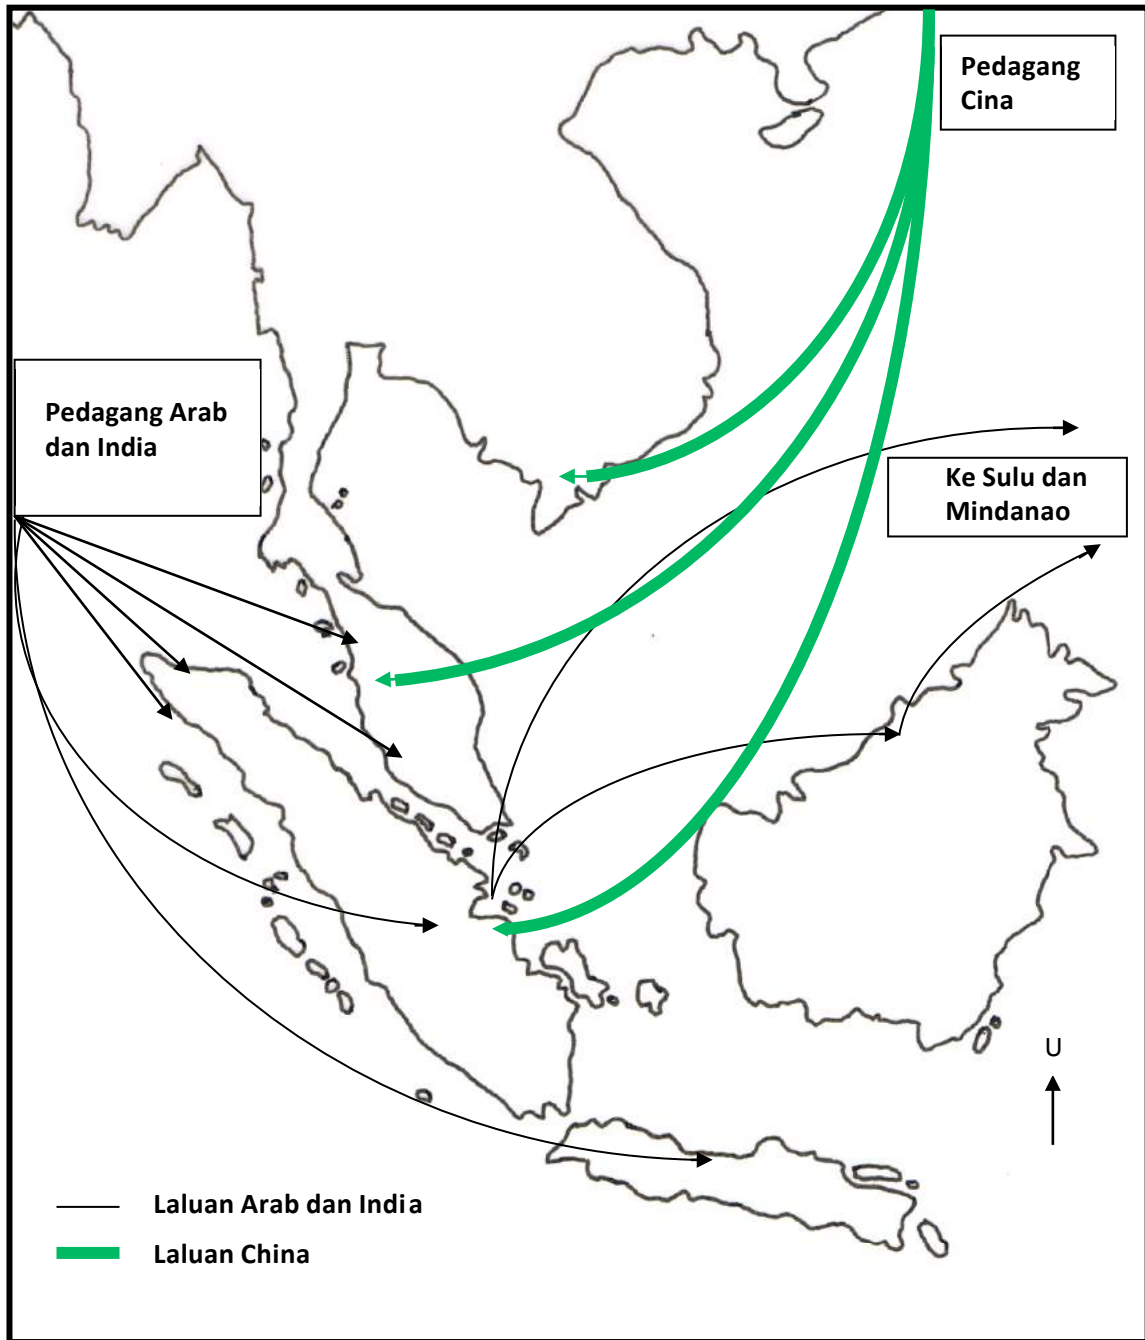 Pedagang
Cina
Pedagang Arab
dan India
Ke Sulu dan
Mindanao
U
Laluan Arab dan India
Laluan China